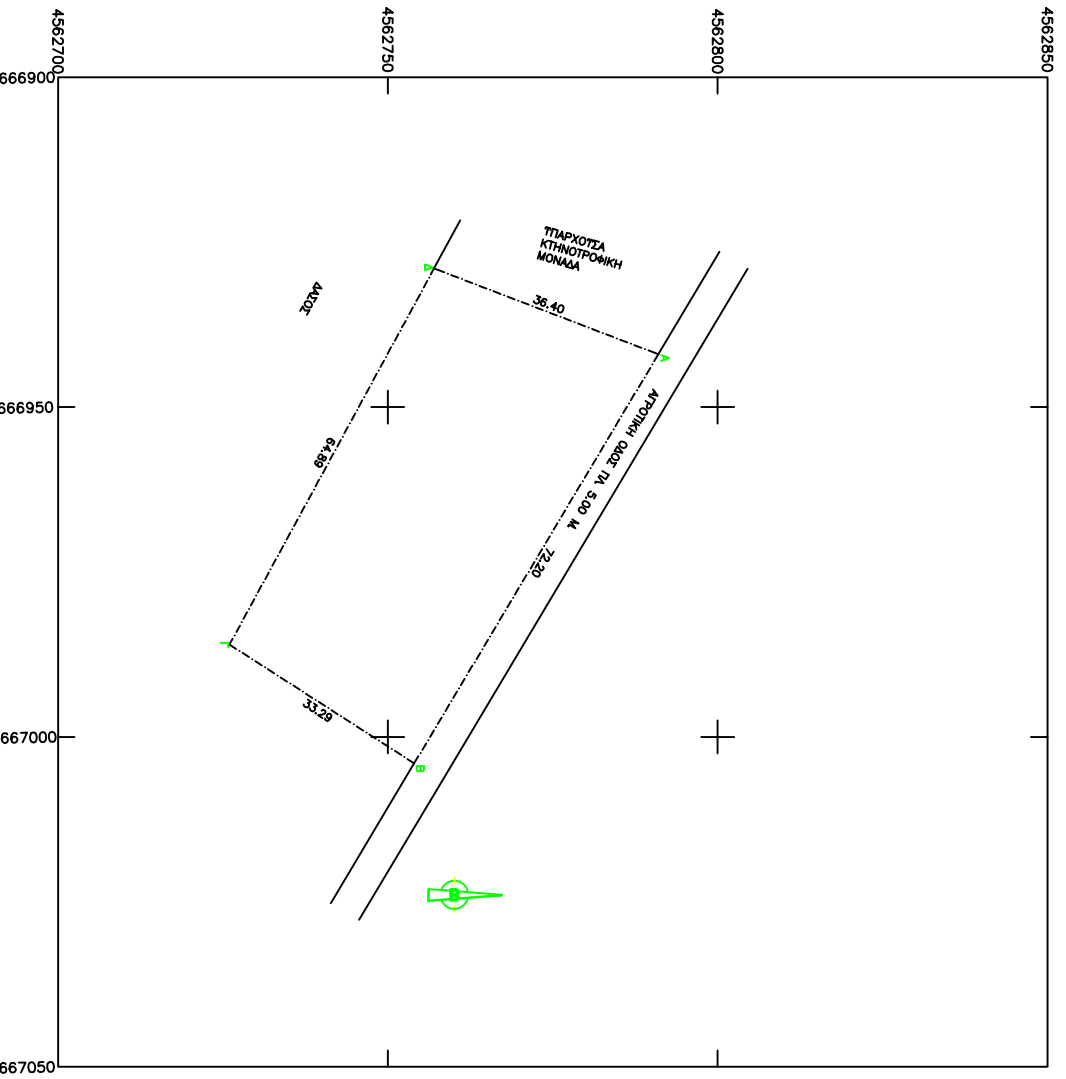 4562700
4562750
4562800
4562850
666900
666950
667000
667050
ΥΠΑΡΧΟΥΣΑ
ΚΤΗΝΟΤΡΟΦΙΚΗ
ΜΟΝΑΔΑ
Δ
ΔΑΣΟΣ
36.40
Α
ΑΓΡΟΤΙΚΗ ΟΔΟΣ ΠΛ. 5.00 Μ.
64.89
72.20
Γ
33.29
Β
Β